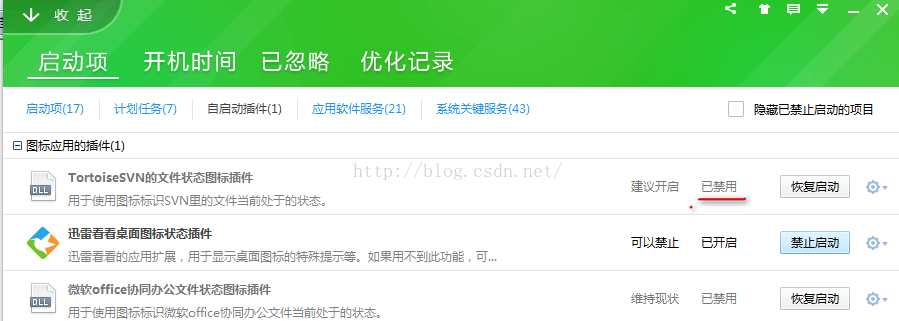 收 起
启动项 开机时间 已忽略 优化记录
启动项(17) 计划任务(7) 自启动插件(1) 应用软件服务(21) 系统关键服务(43) 隐藏已禁止启动的项目
图标应用的插件(1)
http://blog.csdn.net/
DLL TortoiseSVN的文件状态图标插件 建议开启 已禁用 恢复启动
用于使用图标标识SVN里的文件当前处于的状态。
迅雷看看桌面图标状态插件 可以禁止 已开启 禁止启动
迅雷看看的应用扩展，用于显示桌面图标的特殊提示等。如果用不到此功能，可...
DLL 微软office协同办公文件状态图标插件 维持现状 已禁用 恢复启动
用于使用图标标识微软office协同办公文件当前处于的状态。